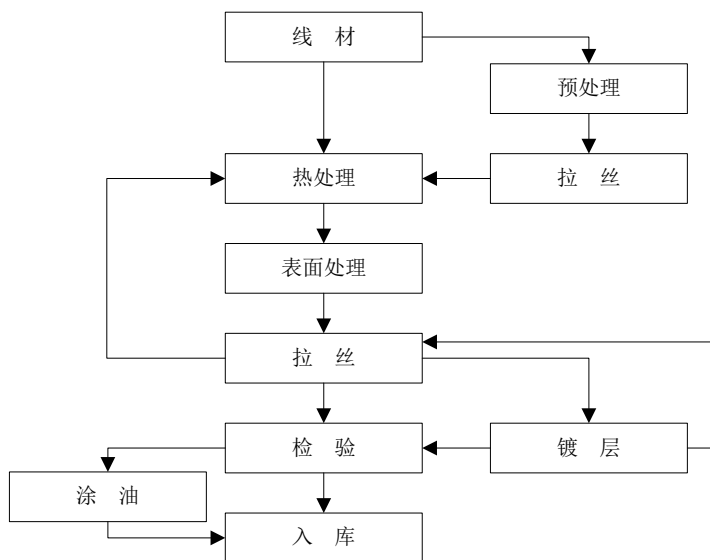 线 材
预处理
热处理
拉 丝
表面处理
拉 丝
检 验
镀 层
涂 油
入 库